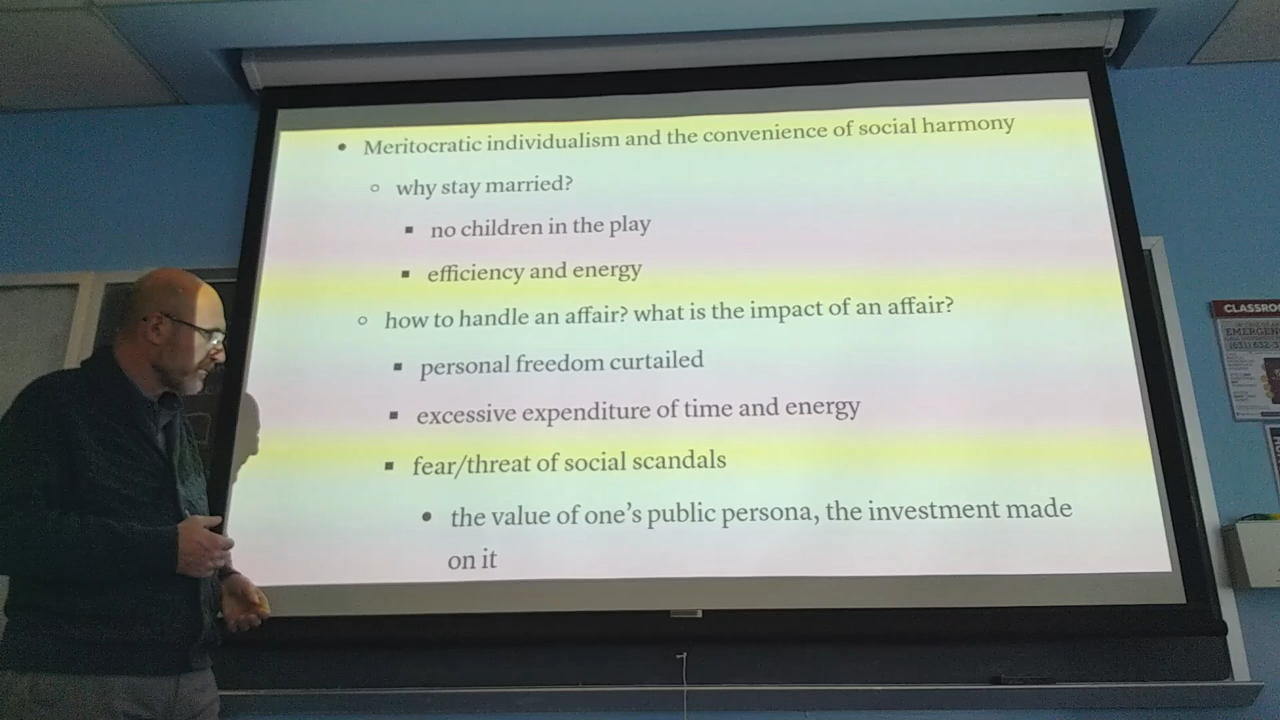 • Meritocratic individualism and the convenience of social harmony
○ why stay married?
▪ no children in the play
▪ efficiency and energy
○ how to handle an affair? what is the impact of an affair?
▪ personal freedom curtailed
▪ excessive expenditure of time and energy
▪ fear/threat of social scandals
• the value of one's public persona, the investment made
on it
CLASSRO
EMERGEN